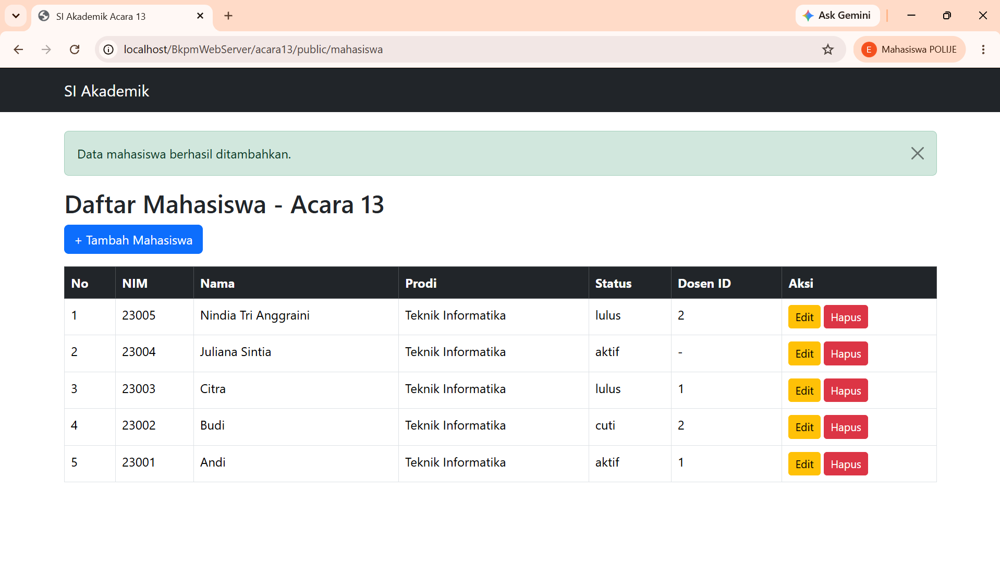 SI Akademik Acara 13
Ask Gemini
localhost/BkpmWebServer/acara13/public/mahasiswa
E Mahasiswa POLIJE
SI Akademik
Data mahasiswa berhasil ditambahkan.
Daftar Mahasiswa - Acara 13
+ Tambah Mahasiswa
No NIM Nama Prodi Status Dosen ID Aksi
1 23005 Nindia Tri Anggraini Teknik Informatika lulus 2 Edit Hapus
2 23004 Juliana Sintia Teknik Informatika aktif - Edit Hapus
3 23003 Citra Teknik Informatika lulus 1 Edit Hapus
4 23002 Budi Teknik Informatika cuti 2 Edit Hapus
5 23001 Andi Teknik Informatika aktif 1 Edit Hapus